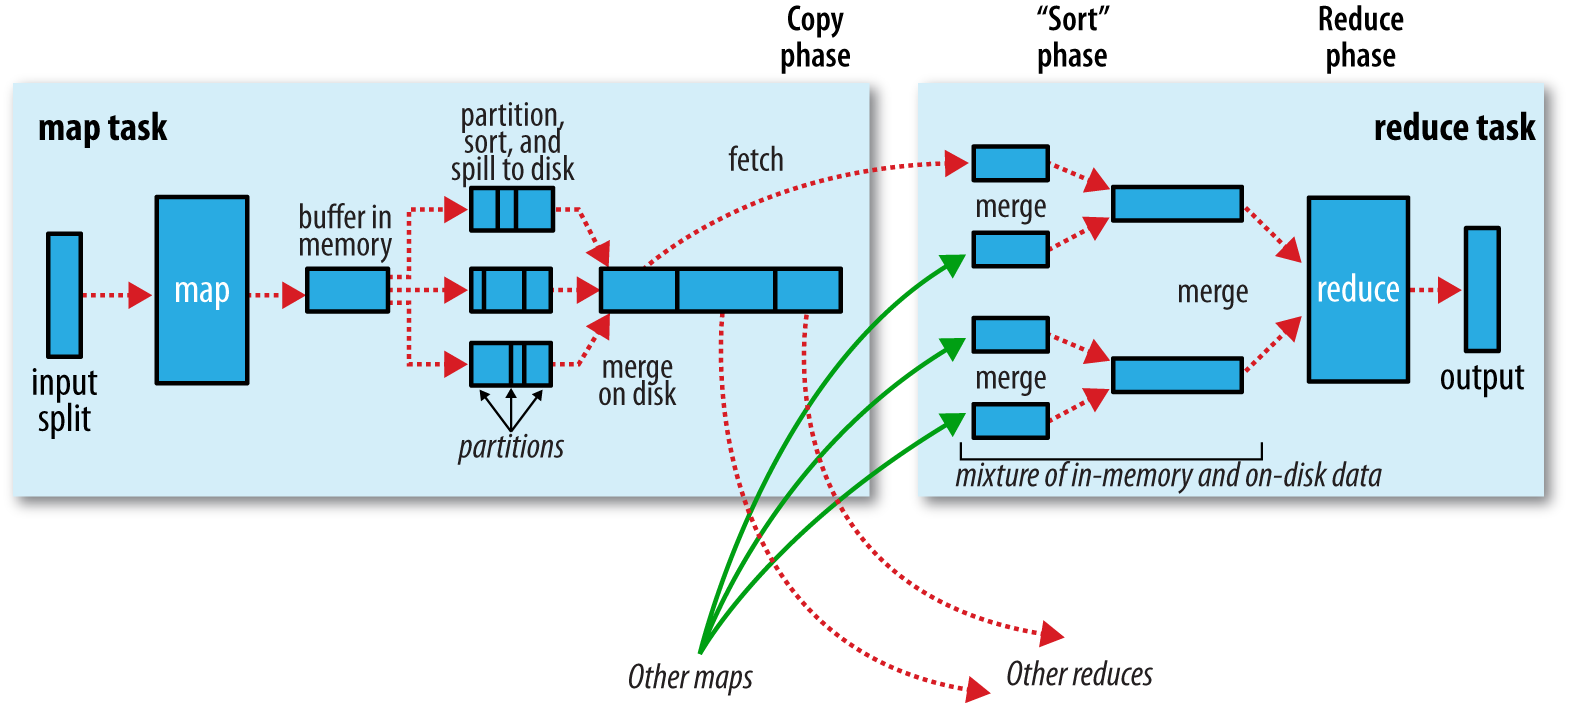 Copy
phase
“Sort”
phase
Reduce
phase
map task
partition,
sort, and
spill to disk
fetch
buffer in
memory
map
input
split
merge
on disk
partitions
reduce task
merge
merge
merge
reduce
output
mixture of in-memory and on-disk data
Other maps
Other reduces